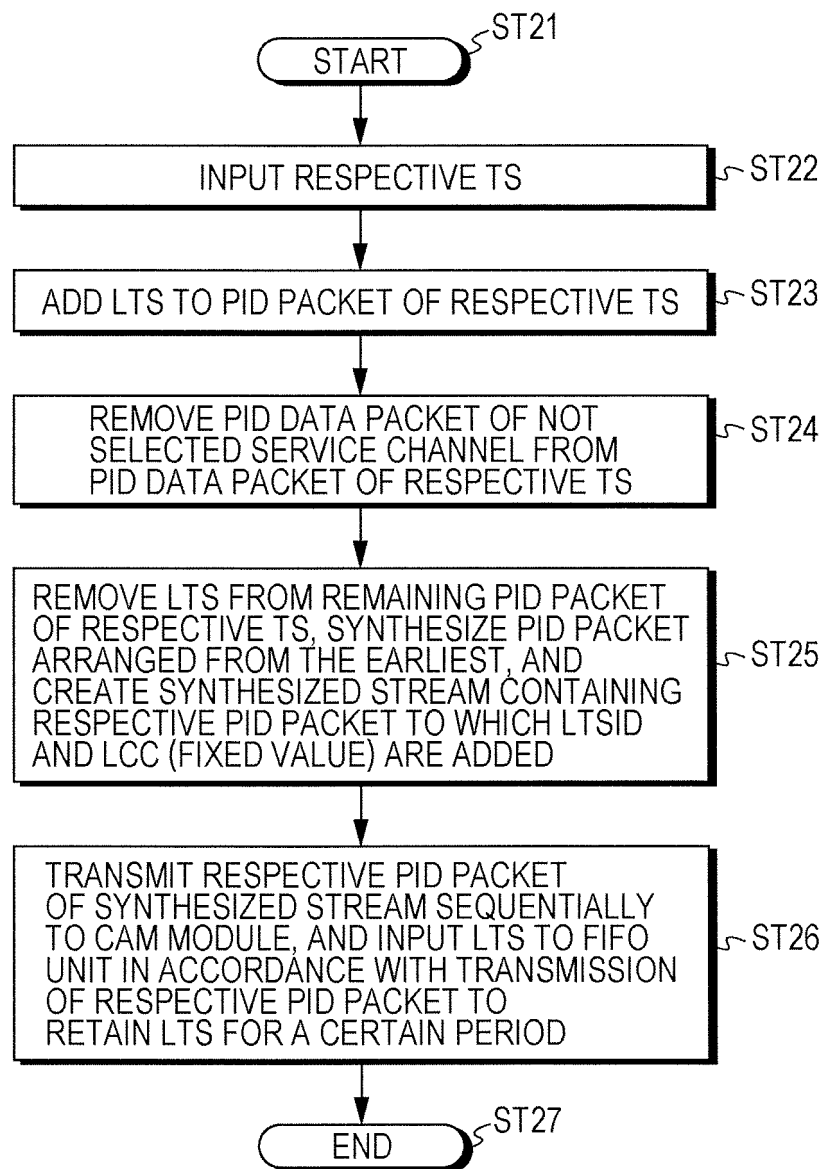 START
ST21
INPUT RESPECTIVE TS
ST22
ADD LTS TO PID PACKET OF RESPECTIVE TS
ST23
REMOVE PID DATA PACKET OF NOT
SELECTED SERVICE CHANNEL FROM
PID DATA PACKET OF RESPECTIVE TS
ST24
REMOVE LTS FROM REMAINING PID PACKET
OF RESPECTIVE TS, SYNTHESIZE PID PACKET
ARRANGED FROM THE EARLIEST, AND
CREATE SYNTHESIZED STREAM CONTAINING
RESPECTIVE PID PACKET TO WHICH LTSID
AND LCC (FIXED VALUE) ARE ADDED
ST25
TRANSMIT RESPECTIVE PID PACKET
OF SYNTHESIZED STREAM SEQUENTIALLY
TO CAM MODULE, AND INPUT LTS TO FIFO
UNIT IN ACCORDANCE WITH TRANSMISSION
OF RESPECTIVE PID PACKET TO
RETAIN LTS FOR A CERTAIN PERIOD
ST26
END
ST27